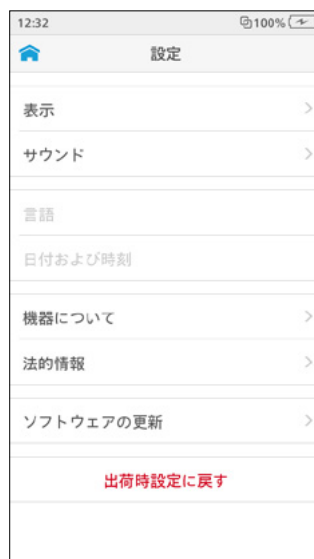 12:32
100%
設定
表示
サウンド
言語
日付および時刻
機器について
法的情報
ソフトウェアの更新
出荷時設定に戻す